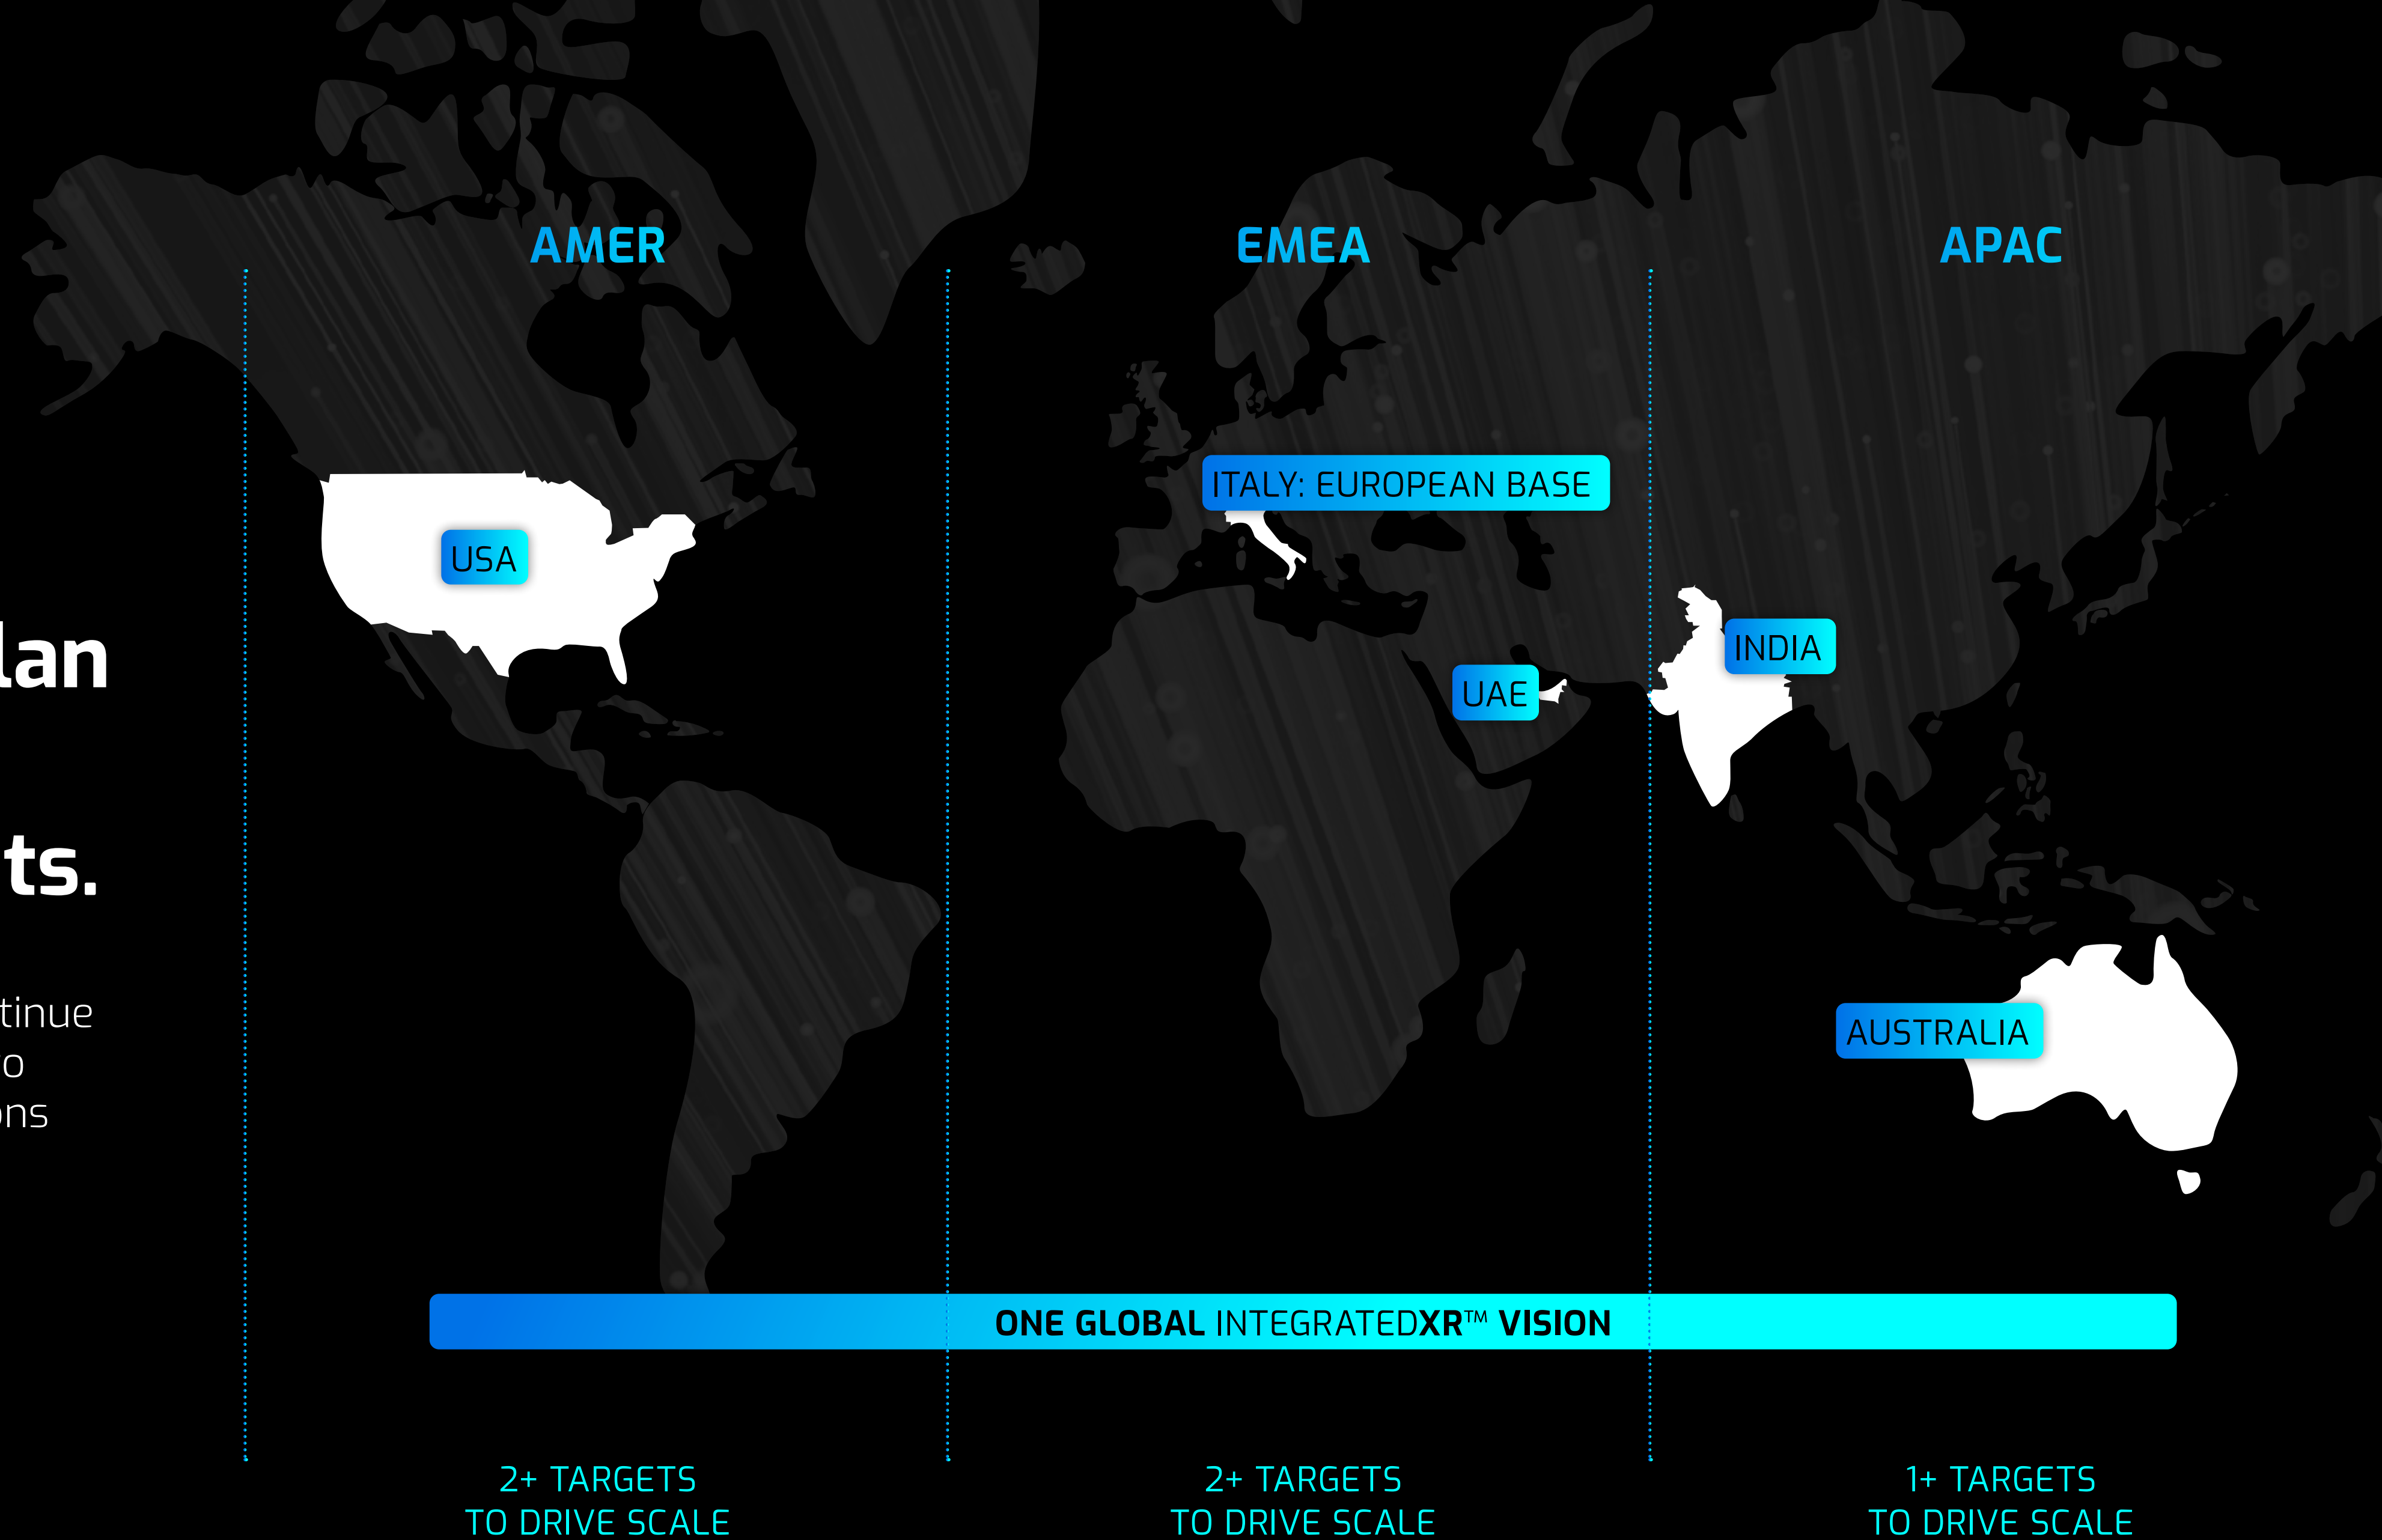 lan
ts.
tinue
o
ons
AMER
EMEA
APAC
ITALY: EUROPEAN BASE
USA
INDIA
UAE
AUSTRALIA
ONE GLOBAL INTEGRATEDXR™ VISION
2+ TARGETS
TO DRIVE SCALE
2+ TARGETS
TO DRIVE SCALE
1+ TARGETS
TO DRIVE SCALE